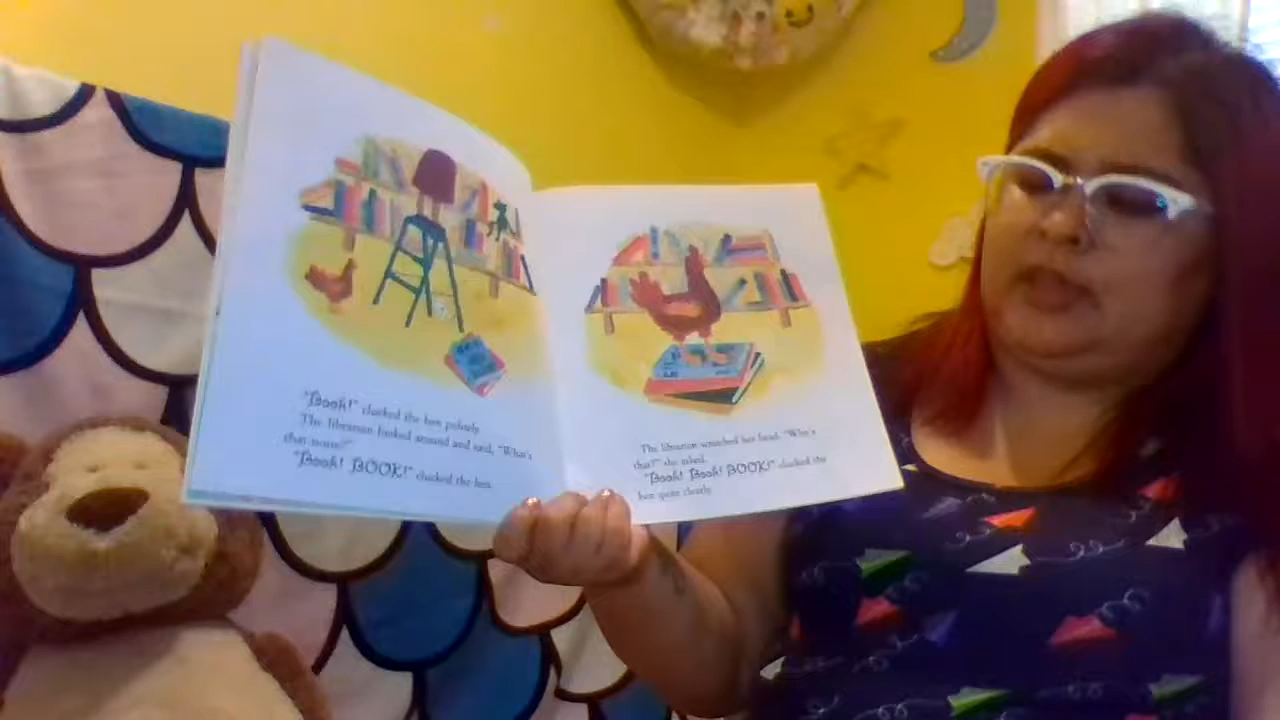 "Book!" clucked the hen politely.
The librarian looked around and said, "What's
that noise?"
"Book! BOOK!" clucked the hen.
The librarian scratched her head. "Who's
that?" she asked.
"Book! Book! BOOK!" clucked the
hen quite clearly.